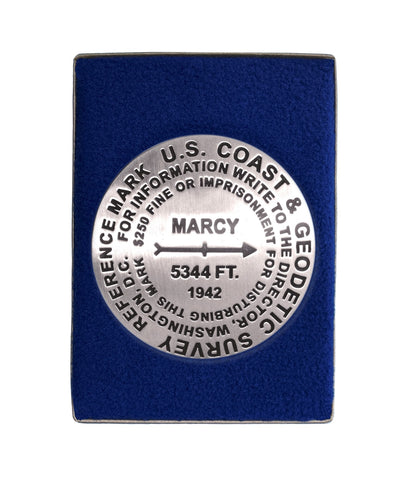 U.S. COAST & GEODETIC SURVEY REFERENCE MARK
FOR INFORMATION WRITE TO THE DIRECTOR, WASHINGTON, D.C.
$250 FINE OR IMPRISONMENT FOR DISTURBING THIS MARK
MARCY
5344 FT.
1942